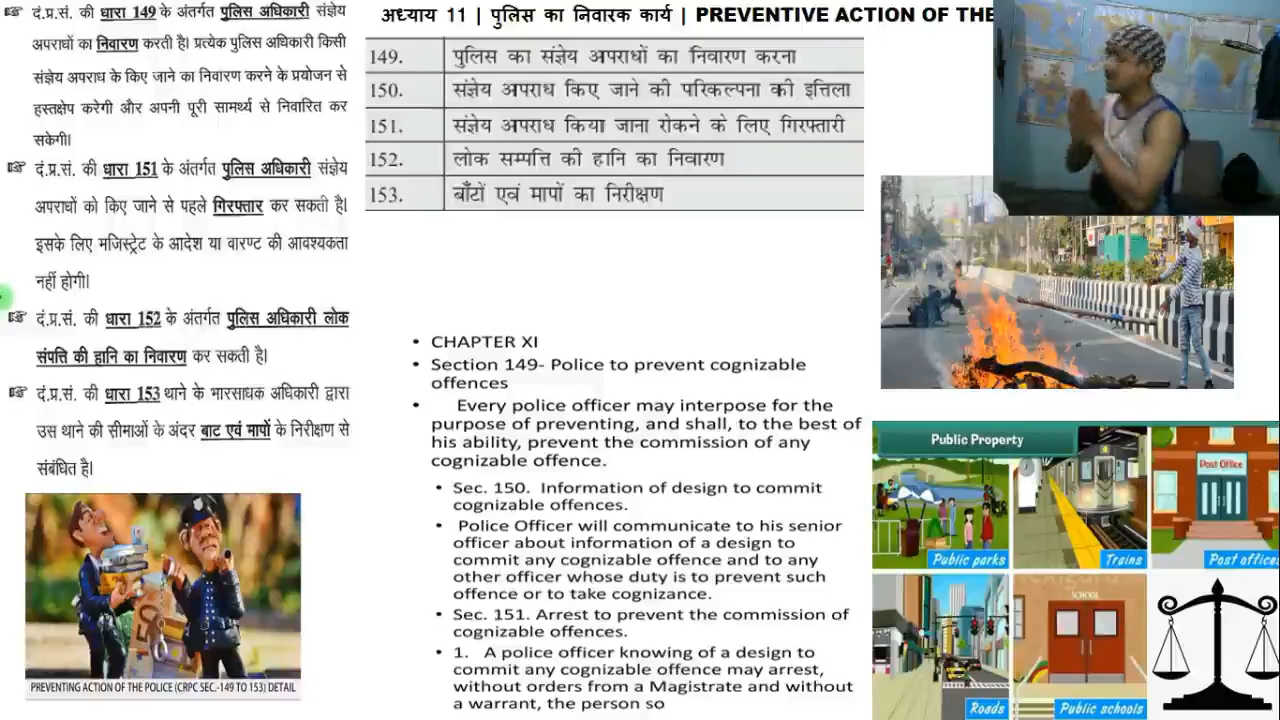 अध्याय 11 | पुलिस का निवारक कार्य | PREVENTIVE ACTION OF THE
दं.प्र.सं. की धारा 149 के अंतर्गत पुलिस अधिकारी संज्ञेय
अपराधों का निवारण करती है। प्रत्येक पुलिस अधिकारी किसी
संज्ञेय अपराध के किए जाने का निवारण करने के प्रयोजन से
हस्तक्षेप करेगी और अपनी पूरी सामर्थ्य से निवारित कर
सकेगी।
दं.प्र.सं. की धारा 151 के अंतर्गत पुलिस अधिकारी संज्ञेय
अपराधों को किए जाने से पहले गिरफ्तार कर सकती है।
इसके लिए मजिस्ट्रेट के आदेश या वारण्ट की आवश्यकता
नहीं होगी।
दं.प्र.सं. की धारा 152 के अंतर्गत पुलिस अधिकारी लोक
संपत्ति की हानि का निवारण कर सकती है।
दं.प्र.सं. की धारा 153 थाने के भारसाधक अधिकारी द्वारा
उस थाने की सीमाओं के अंदर बाट एवं मापों के निरीक्षण से
संबंधित है।
PREVENTING ACTION OF THE POLICE (CRPC SEC.-149 TO 153) DETAIL
149. पुलिस का संज्ञेय अपराधों का निवारण करना
150. संज्ञेय अपराध किए जाने की परिकल्पना की इत्तिला
151. संज्ञेय अपराध किया जाना रोकने के लिए गिरफ्तारी
152. लोक सम्पत्ति की हानि का निवारण
153. बाँटों एवं मापों का निरीक्षण
• CHAPTER XI
• Section 149- Police to prevent cognizable
offences
• Every police officer may interpose for the
purpose of preventing, and shall, to the best of
his ability, prevent the commission of any
cognizable offence.
• Sec. 150. Information of design to commit
cognizable offences.
• Police Officer will communicate to his senior
officer about information of a design to
commit any cognizable offence and to any
other officer whose duty is to prevent such
offence or to take cognizance.
• Sec. 151. Arrest to prevent the commission of
cognizable offences.
• 1. A police officer knowing of a design to
commit any cognizable offence may arrest,
without orders from a Magistrate and without
a warrant, the person so
Public Property
Post Office
Public parks
Trains
Post offices
SCHOOL
Roads
Public schools